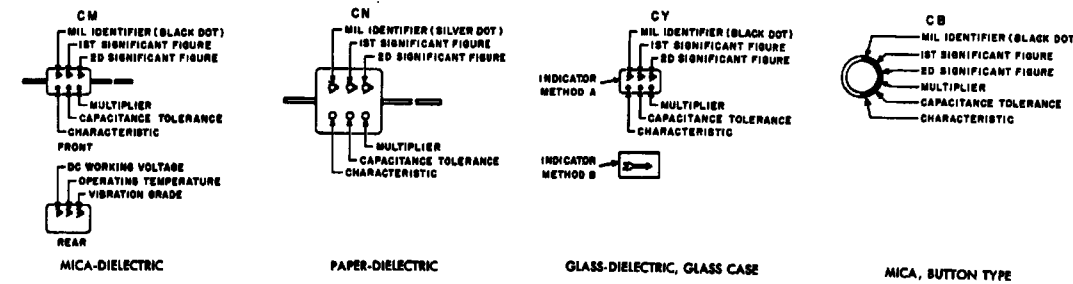 CM
MIL IDENTIFIER (BLACK DOT)
1ST SIGNIFICANT FIGURE
2D SIGNIFICANT FIGURE
MULTIPLIER
CAPACITANCE TOLERANCE
CHARACTERISTIC
FRONT
DC WORKING VOLTAGE
OPERATING TEMPERATURE
VIBRATION GRADE
REAR
MICA-DIELECTRIC
CN
MIL IDENTIFIER (SILVER DOT)
1ST SIGNIFICANT FIGURE
2D SIGNIFICANT FIGURE
MULTIPLIER
CAPACITANCE TOLERANCE
CHARACTERISTIC
PAPER-DIELECTRIC
CY
MIL IDENTIFIER (BLACK DOT)
1ST SIGNIFICANT FIGURE
2D SIGNIFICANT FIGURE
INDICATOR
METHOD A
MULTIPLIER
CAPACITANCE TOLERANCE
CHARACTERISTIC
INDICATOR
METHOD B
GLASS-DIELECTRIC, GLASS CASE
CB
MIL IDENTIFIER (BLACK DOT
1ST SIGNIFICANT FIGURE
2D SIGNIFICANT FIGURE
MULTIPLIER
CAPACITANCE TOLERANCE
CHARACTERISTIC
MICA, BUTTON TYPE